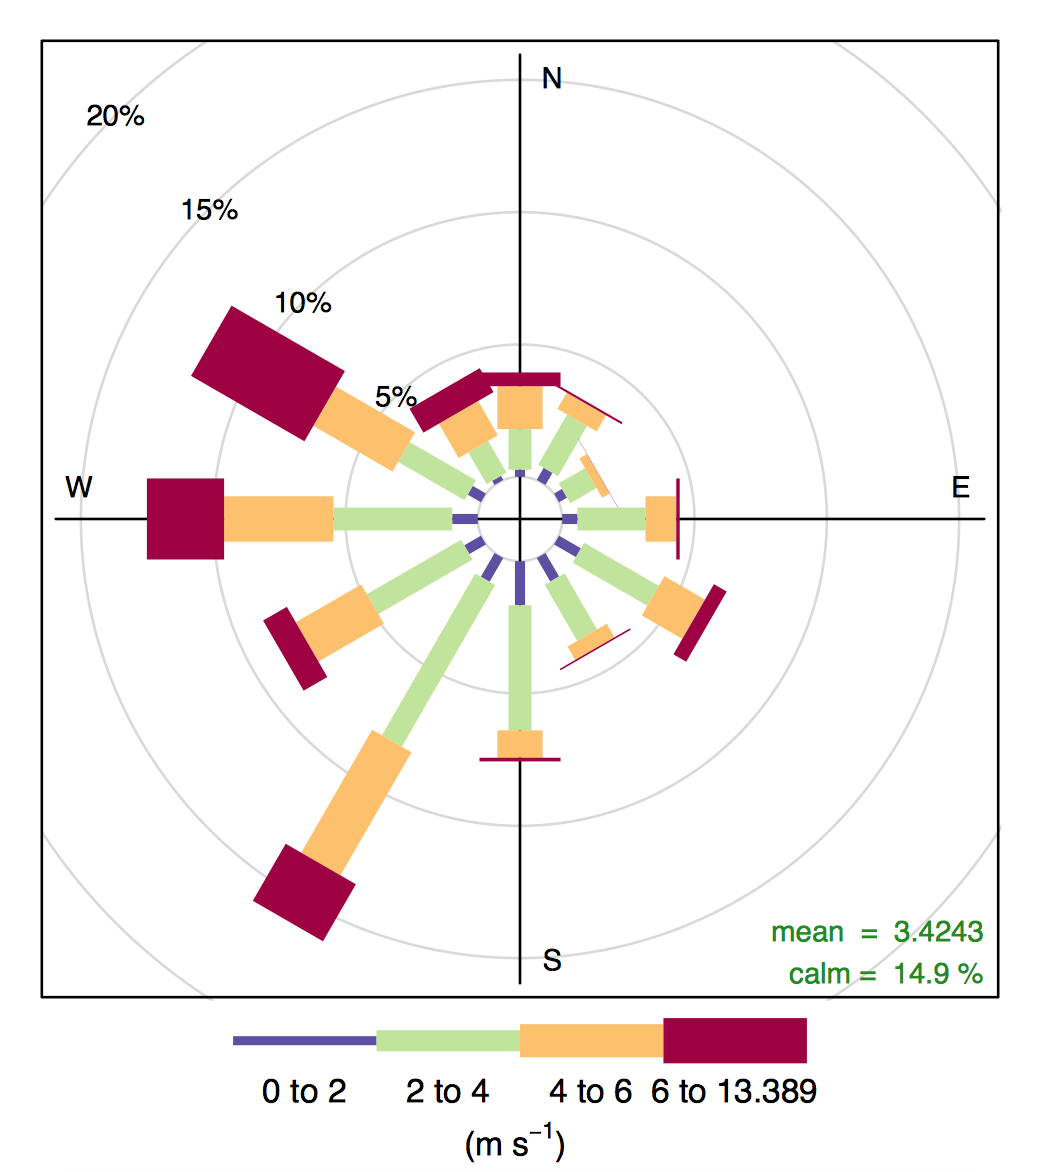 N
20%
15%
10%
5%
W
E
S
mean = 3.4243
calm = 14.9 %
0 to 2 2 to 4 4 to 6 6 to 13.389
(m s⁻¹)